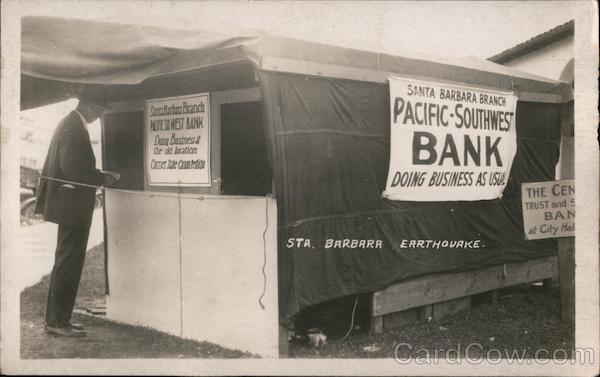 Santa Barbara Branch
PACIFIC SOUTHWEST BANK
Doing Business at
the old location
Corner State-Canon Perdido
SANTA BARBARA BRANCH
PACIFIC-SOUTHWEST
BANK
DOING BUSINESS AS USUAL
THE CEN
TRUST and S
BAN
at City Hal
STA. BARBARA EARTHQUAKE.
CardCow.com